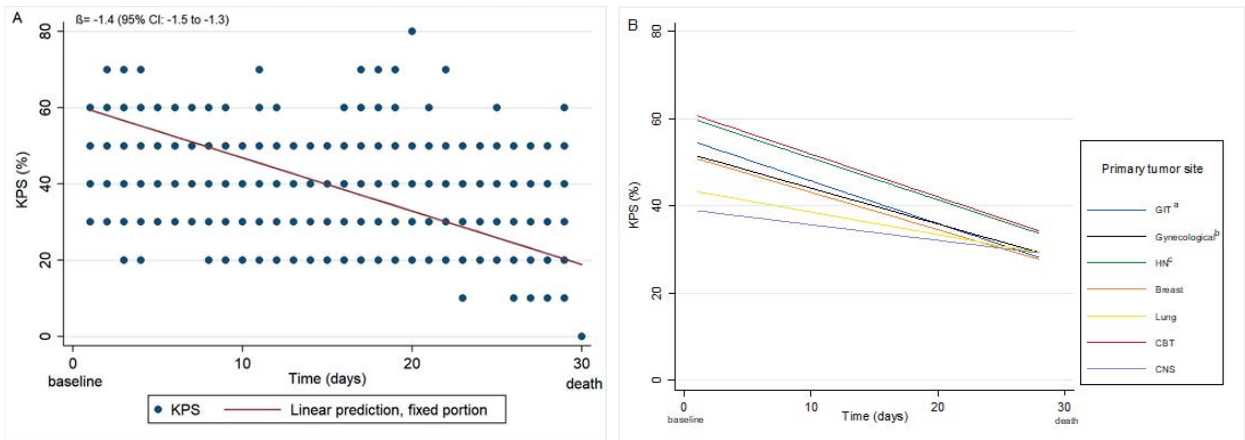 A
ß= -1.4 (95% CI: -1.5 to -1.3)
80
60
40
20
0
KPS (%)
0 10 20 30
baseline Time (days) death
KPS Linear prediction, fixed portion
B
80
60
40
20
0
KPS (%)
0 10 20 30
baseline Time (days) death
Primary tumor site
GIT a
Gynecological b
HN c
Breast
Lung
CBT
CNS